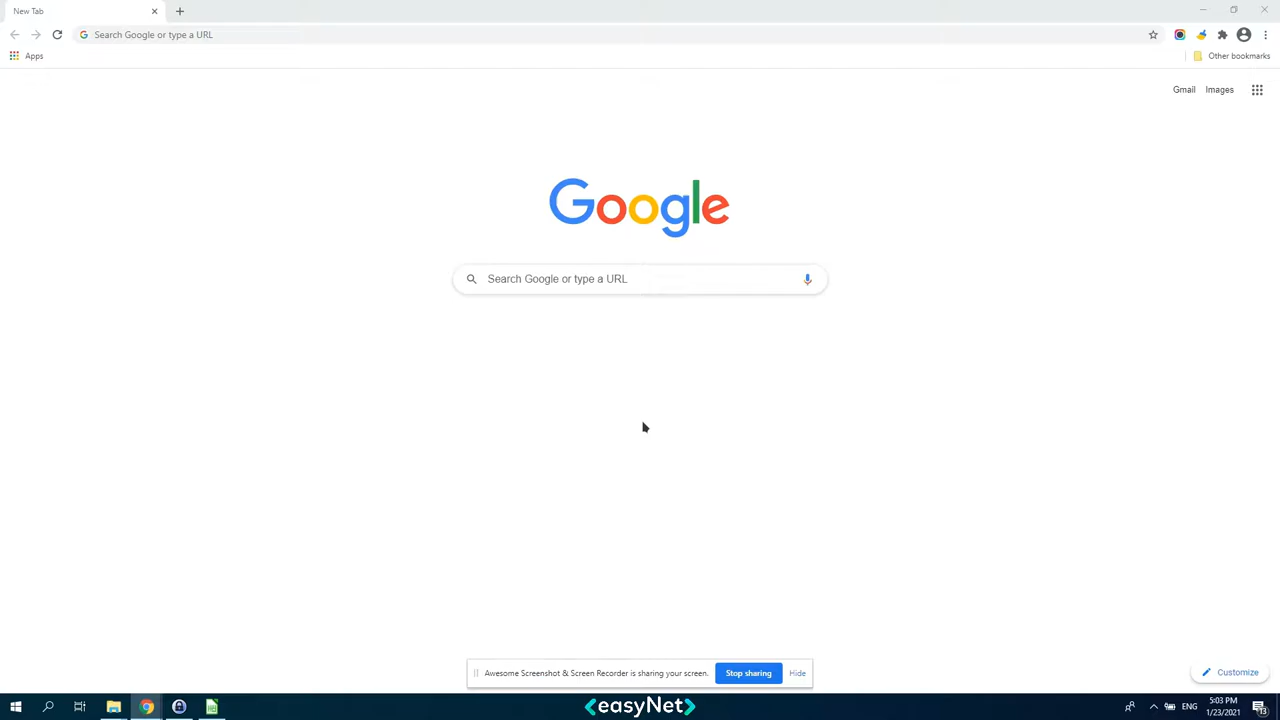 New Tab
Search Google or type a URL
Apps
Other bookmarks
Gmail Images
Google
Search Google or type a URL
Awesome Screenshot & Screen Recorder is sharing your screen. Stop sharing Hide
Customize
<easyNet>
ENG
5:03 PM
1/23/2021
13